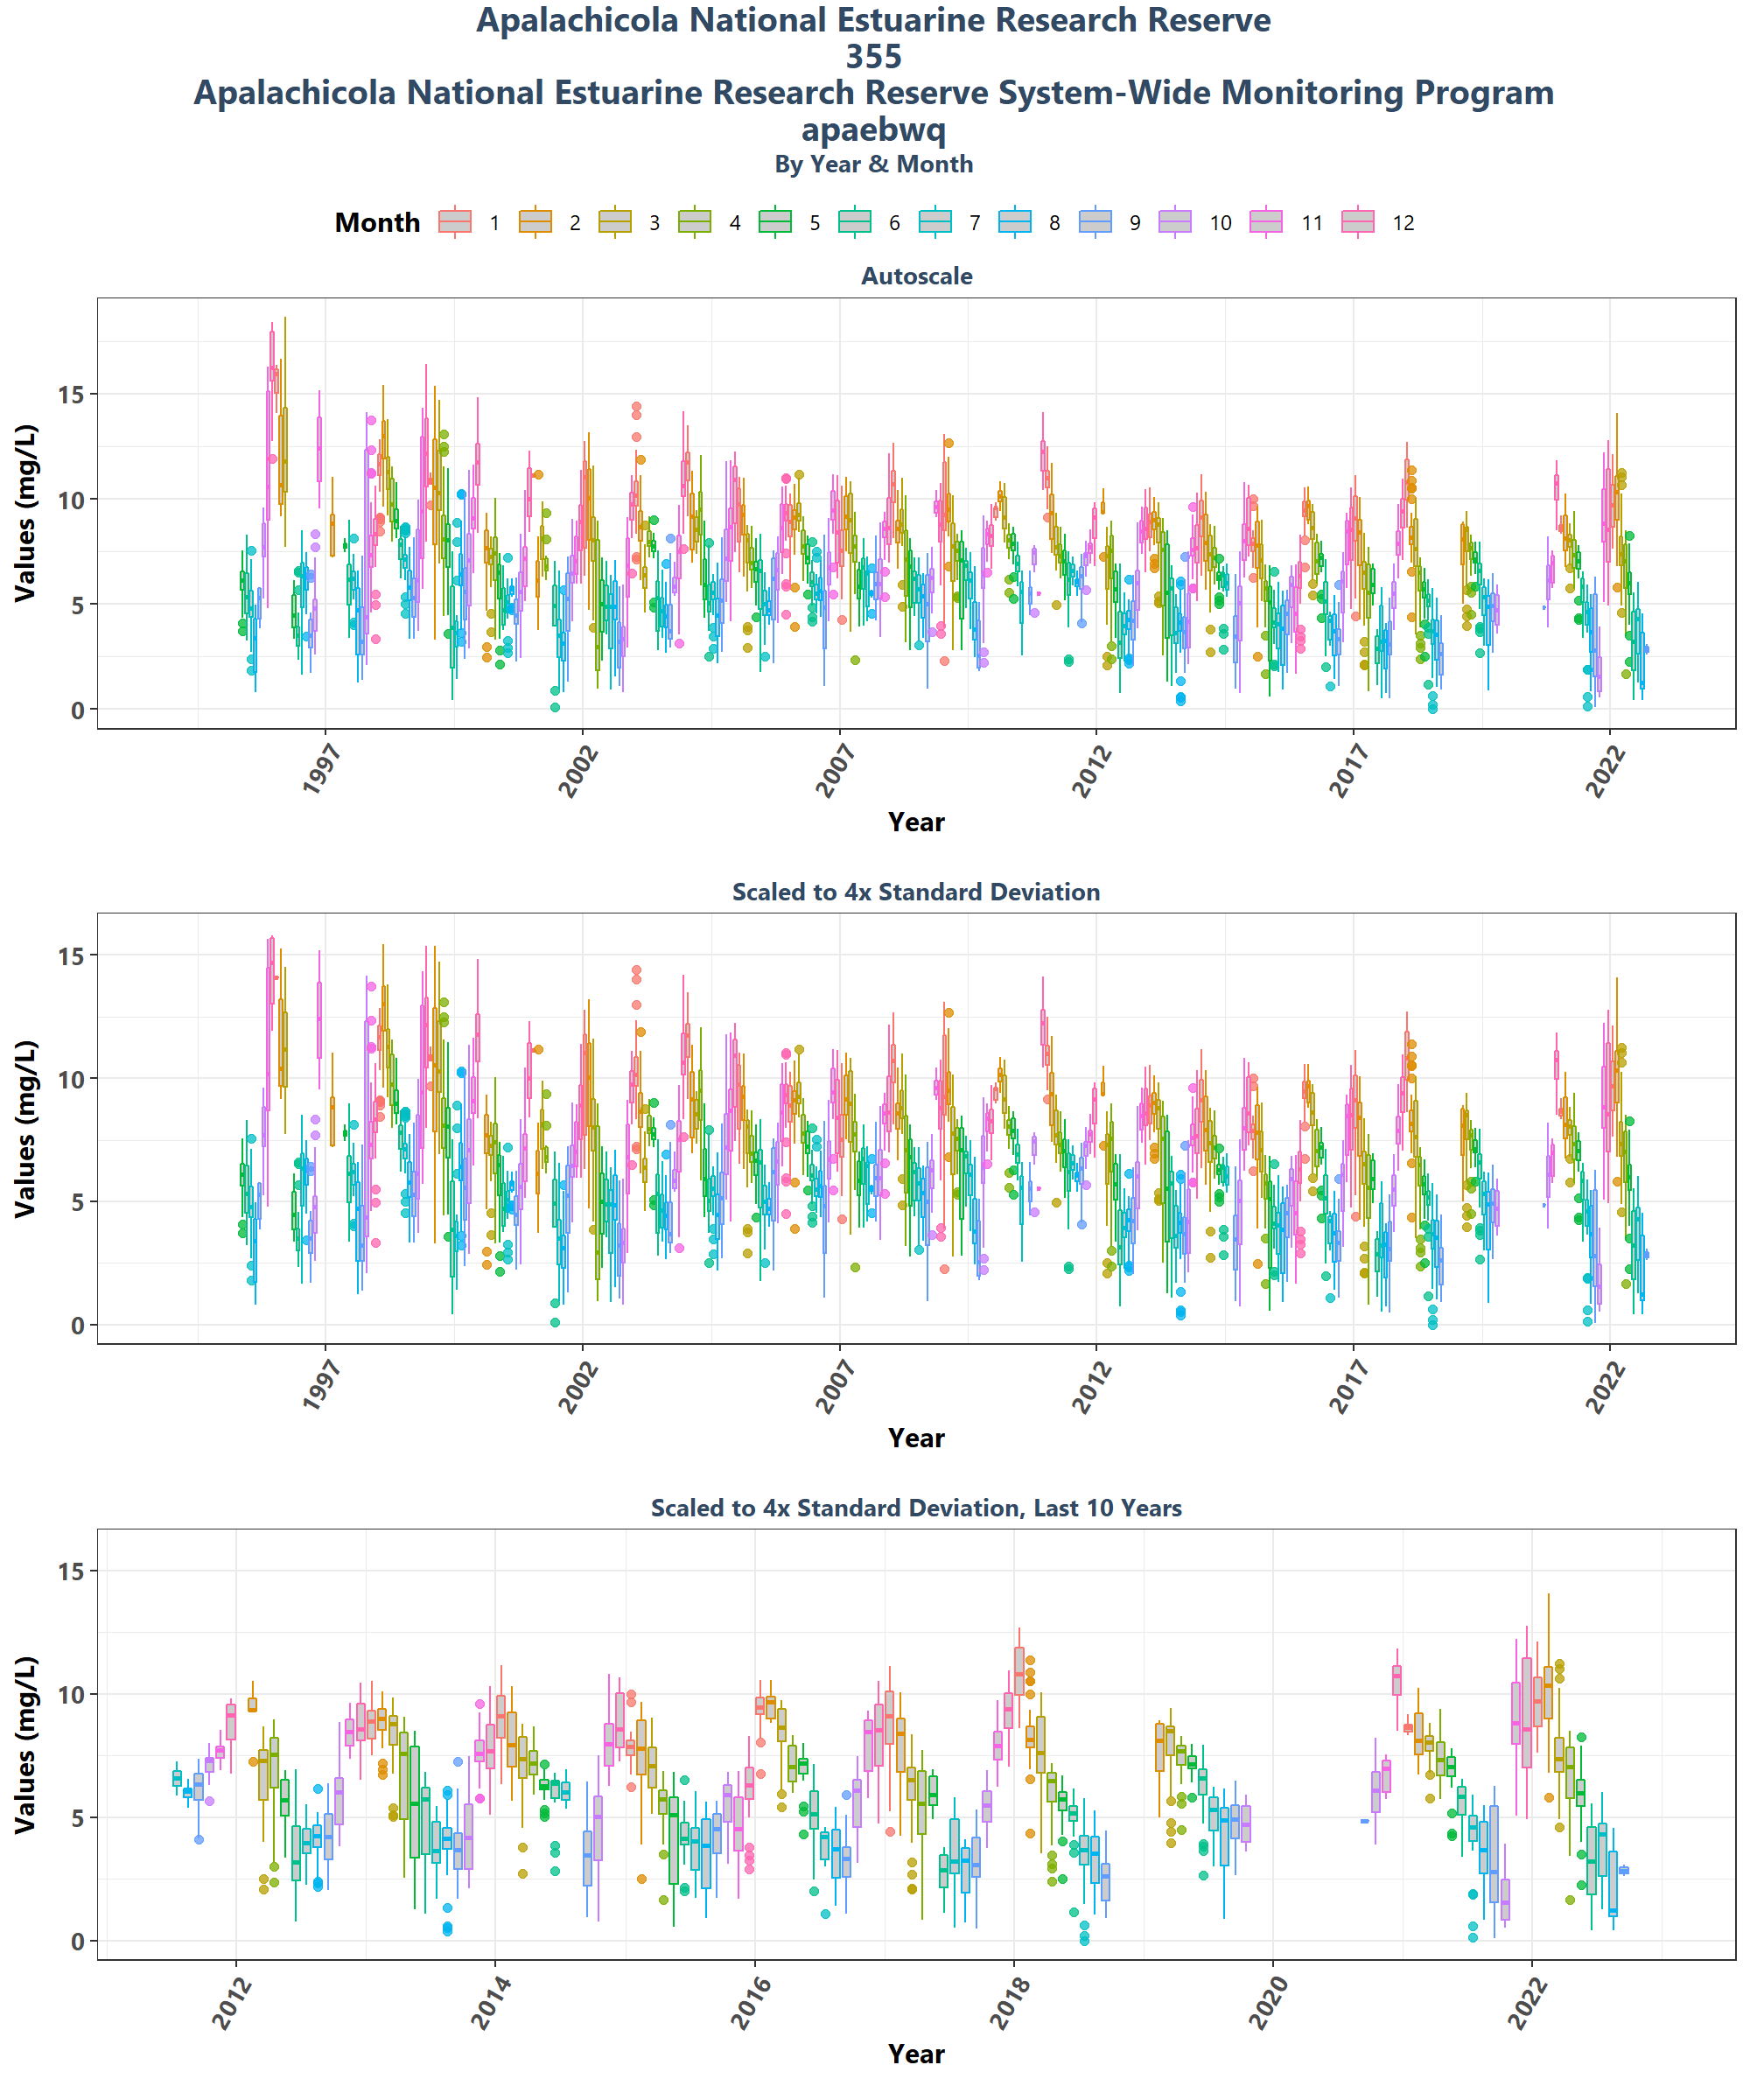 Apalachicola National Estuarine Research Reserve
355
Apalachicola National Estuarine Research Reserve System-Wide Monitoring Program
apaebwq
By Year & Month
Month 1 2 3 4 5 6 7 8 9 10 11 12
Autoscale
Values (mg/L)
15
10
5
0
1997 2002 2007 2012 2017 2022
Year
Scaled to 4x Standard Deviation
Values (mg/L)
15
10
5
0
1997 2002 2007 2012 2017 2022
Year
Scaled to 4x Standard Deviation, Last 10 Years
Values (mg/L)
15
10
5
0
2012 2014 2016 2018 2020 2022
Year